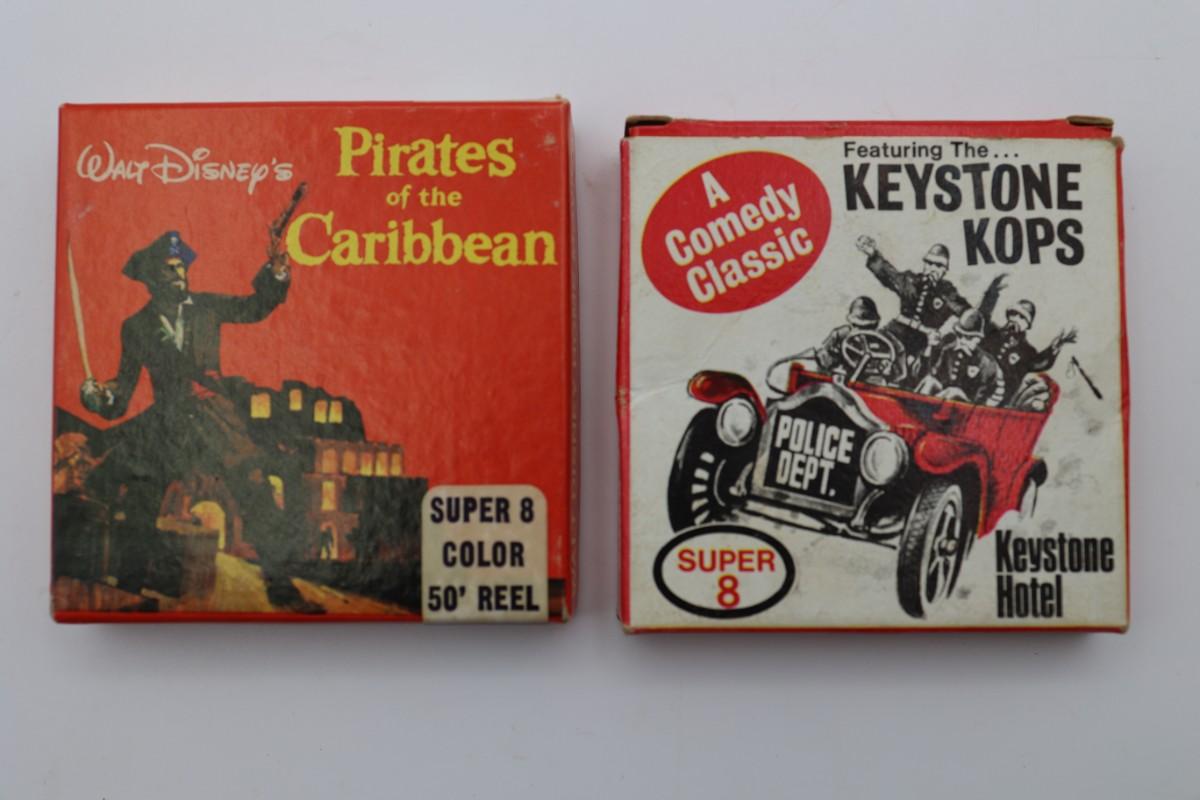 WALT DISNEY'S
Pirates
of the
Caribbean
SUPER 8
COLOR
50' REEL
A
Comedy
Classic
Featuring The...
KEYSTONE
KOPS
POLICE
DEPT.
SUPER
8
Keystone
Hotel